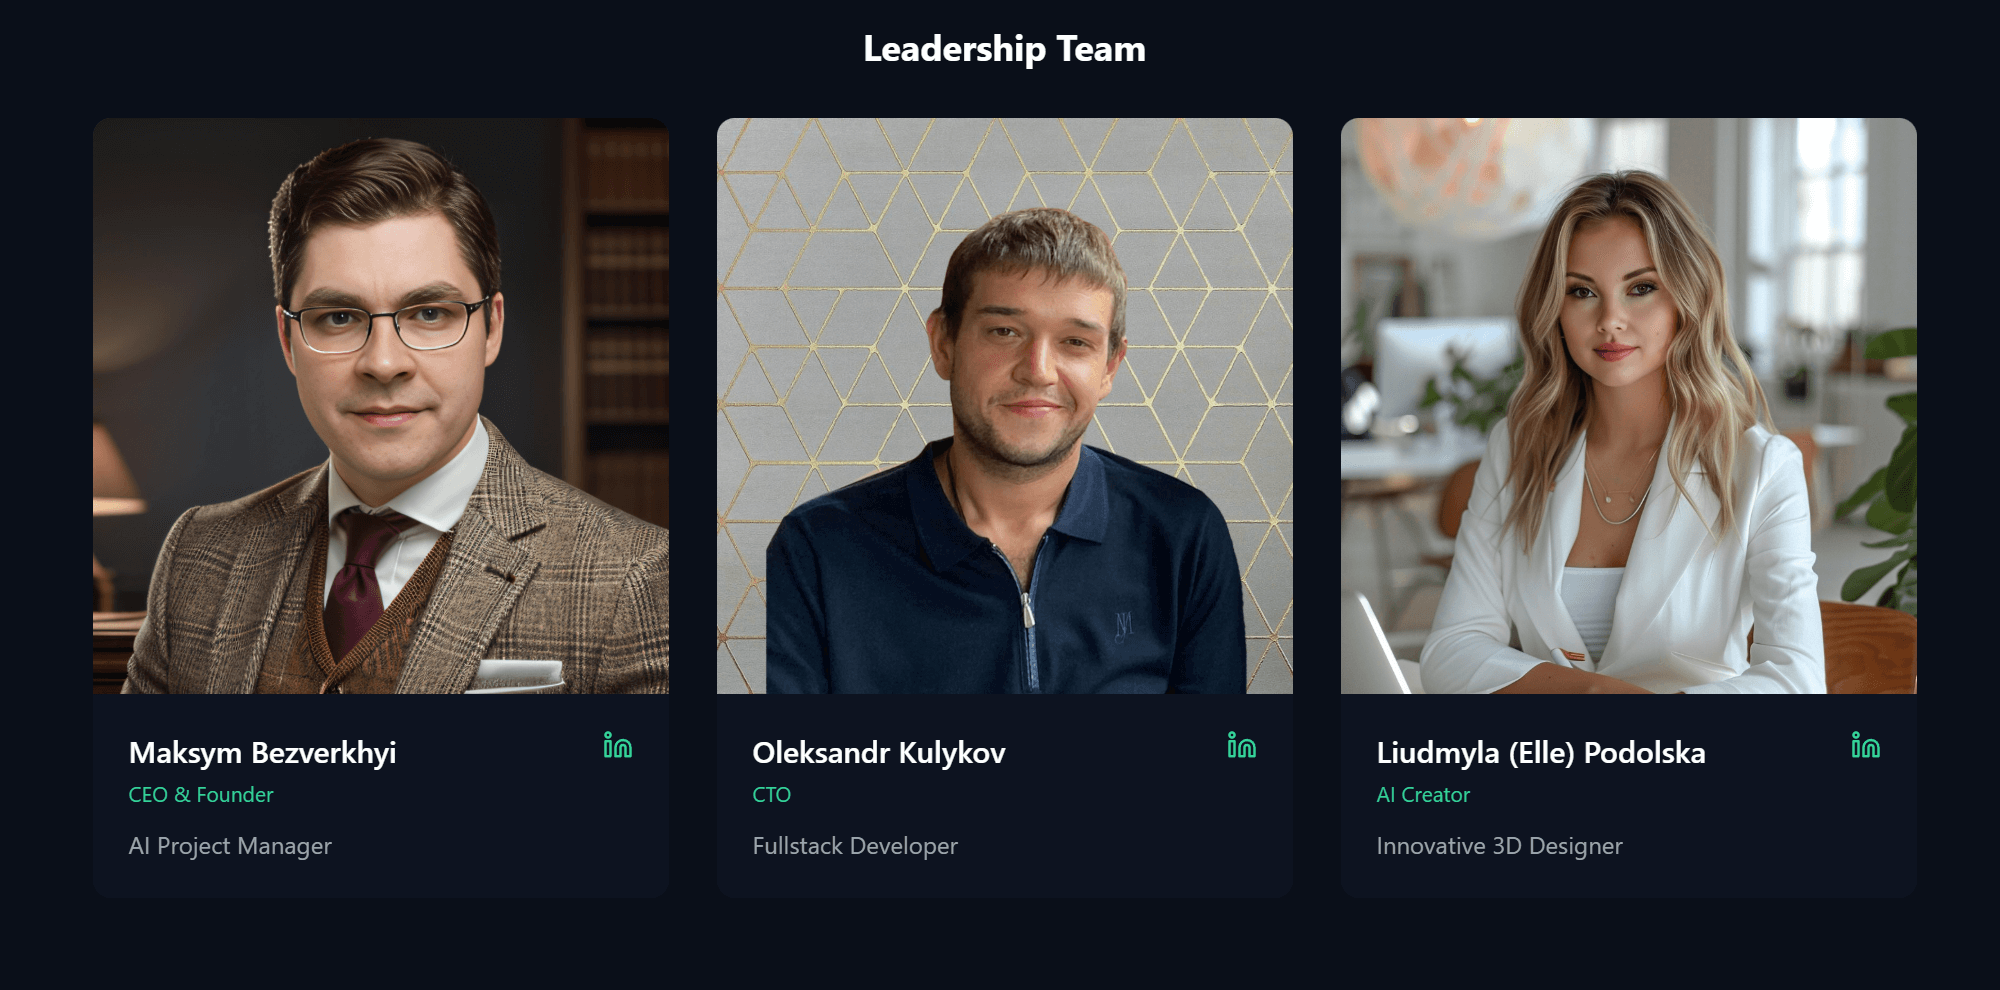 Leadership Team
Maksym Bezverkhyi
CEO & Founder
AI Project Manager
Oleksandr Kulykov
CTO
Fullstack Developer
Liudmyla (Elle) Podolska
AI Creator
Innovative 3D Designer